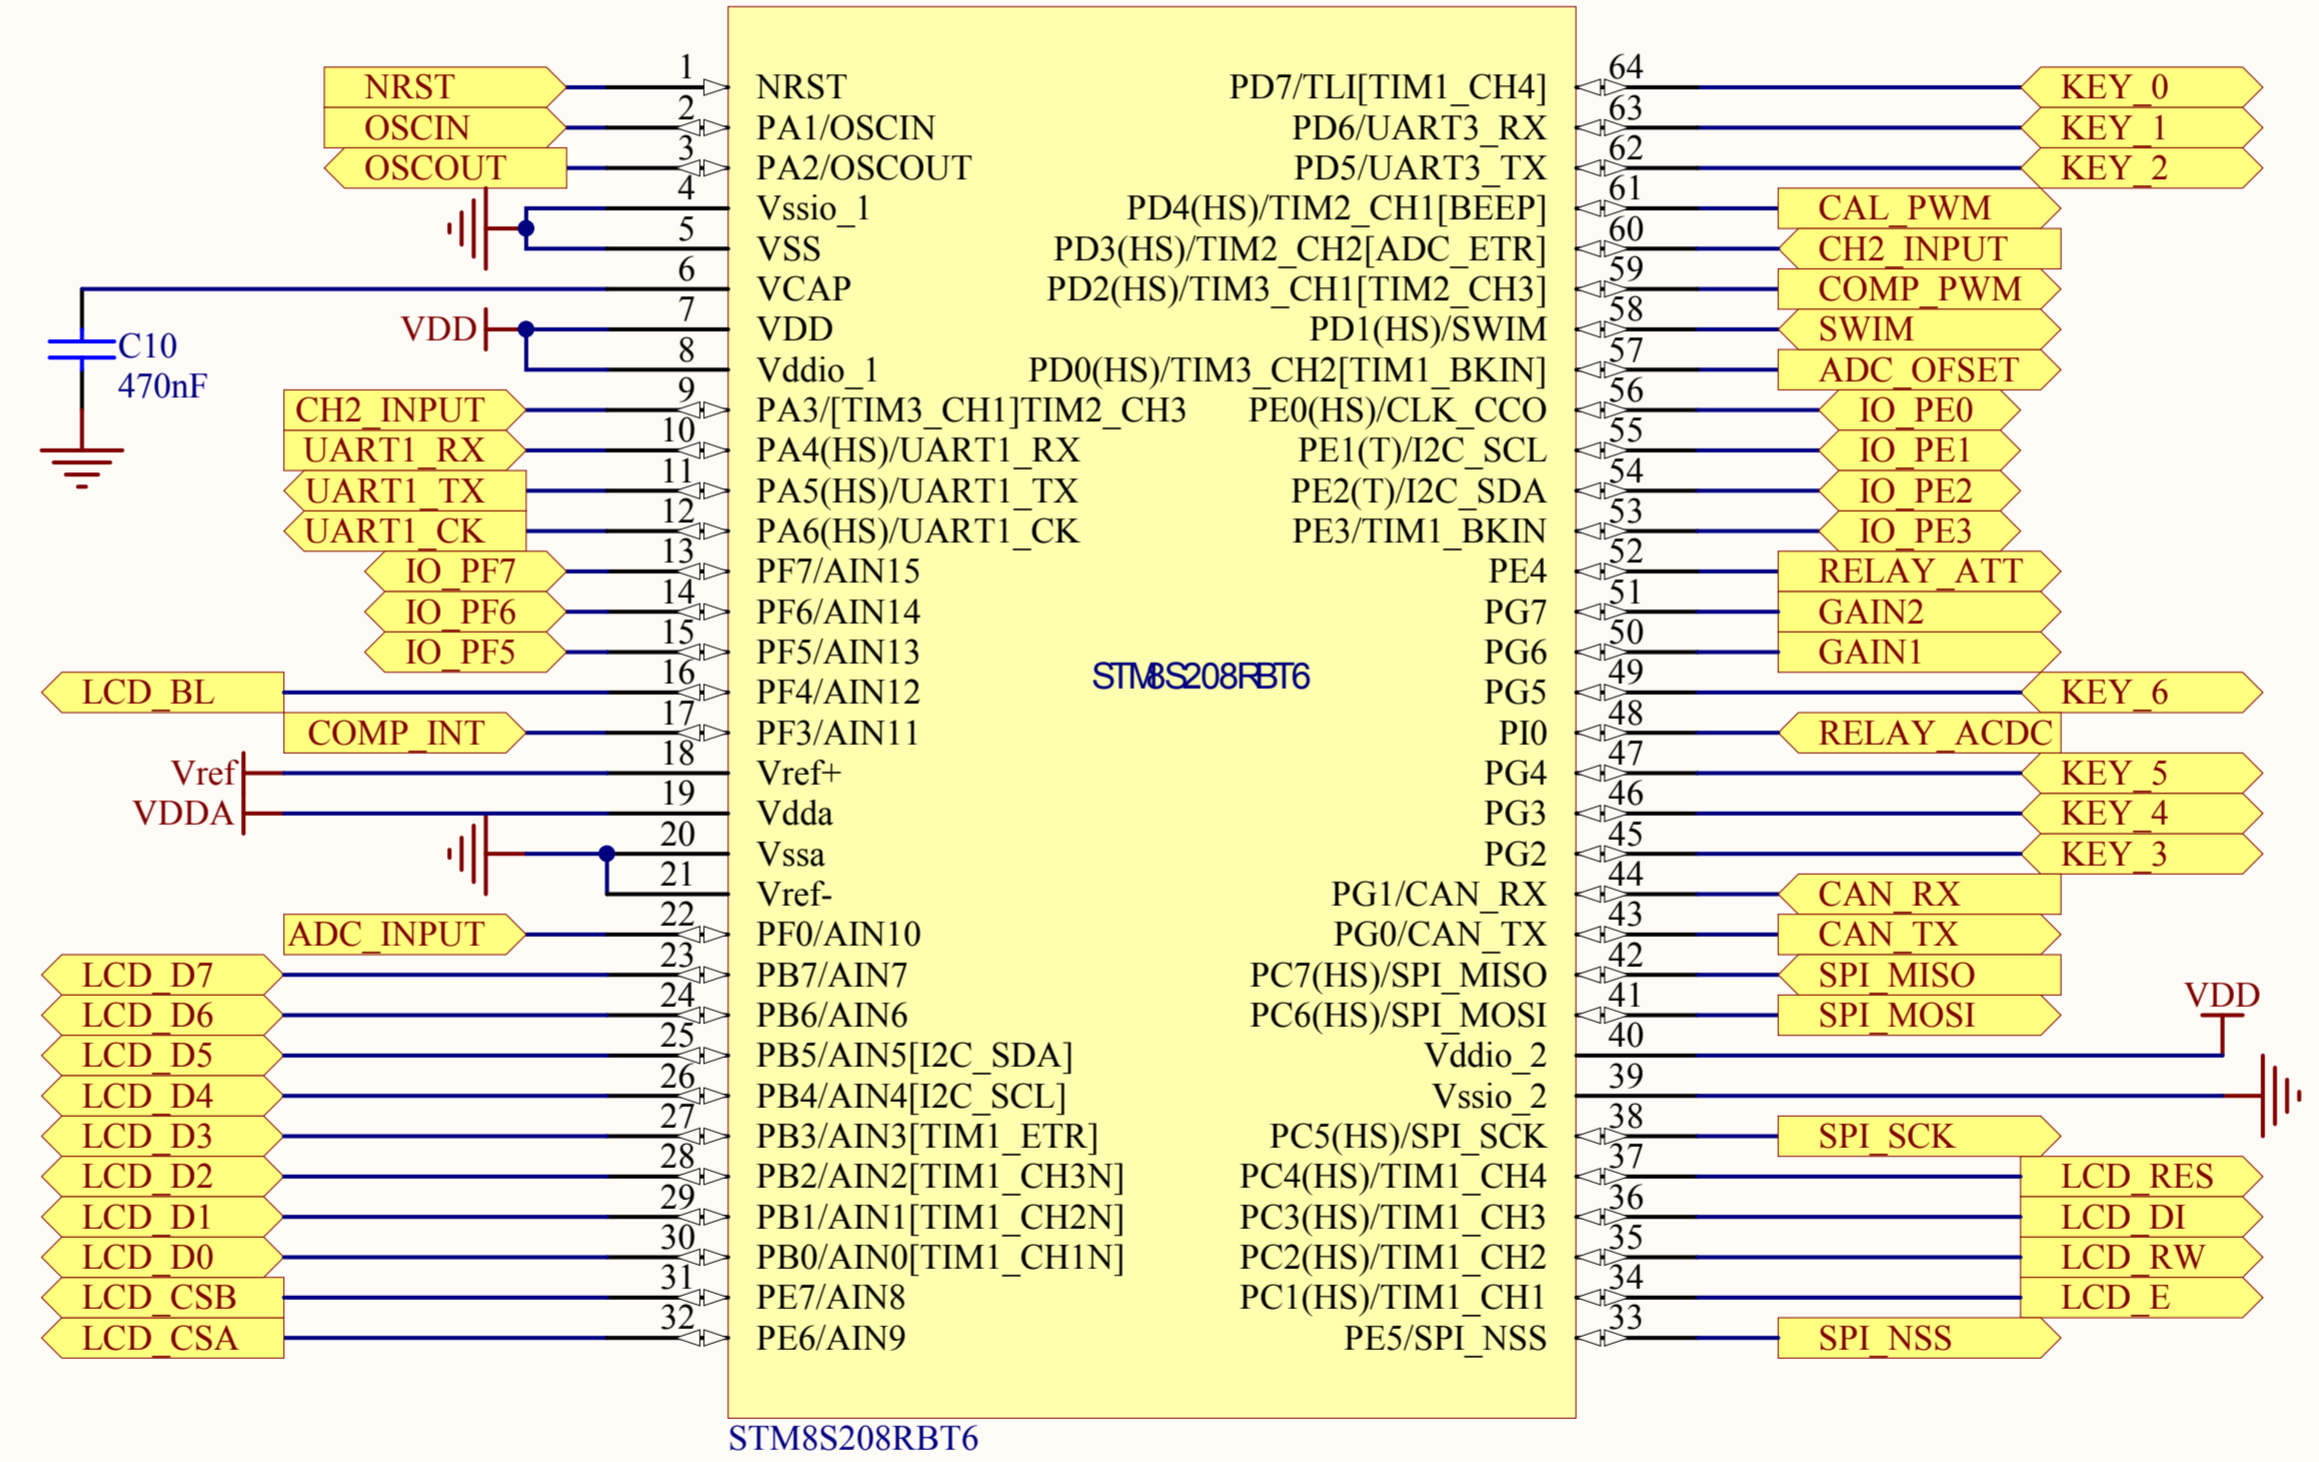 NRST 1 NRST PD7/TLI[TIM1_CH4] 64 KEY_0
OSCIN 2 PA1/OSCIN PD6/UART3_RX 63 KEY_1
OSCOUT 3 PA2/OSCOUT PD5/UART3_TX 62 KEY_2
4 Vssio_1 PD4(HS)/TIM2_CH1[BEEP] 61 CAL_PWM
5 VSS PD3(HS)/TIM2_CH2[ADC_ETR] 60 CH2_INPUT
6 VCAP PD2(HS)/TIM3_CH1[TIM2_CH3] 59 COMP_PWM
VDD 7 VDD PD1(HS)/SWIM 58 SWIM
C10
470nF
8 Vddio_1 PD0(HS)/TIM3_CH2[TIM1_BKIN] 57 ADC_OFSET
CH2_INPUT 9 PA3/[TIM3_CH1]TIM2_CH3 PE0(HS)/CLK_CCO 56 IO_PE0
UART1_RX 10 PA4(HS)/UART1_RX PE1(T)/I2C_SCL 55 IO_PE1
UART1_TX 11 PA5(HS)/UART1_TX PE2(T)/I2C_SDA 54 IO_PE2
UART1_CK 12 PA6(HS)/UART1_CK PE3/TIM1_BKIN 53 IO_PE3
IO_PF7 13 PF7/AIN15 PE4 52 RELAY_ATT
IO_PF6 14 PF6/AIN14 PG7 51 GAIN2
IO_PF5 15 PF5/AIN13 PG6 50 GAIN1
STM8S208RBT6
LCD_BL 16 PF4/AIN12 PG5 49 KEY_6
COMP_INT 17 PF3/AIN11 PI0 48 RELAY_ACDC
Vref 18 Vref+ PG4 47 KEY_5
VDDA 19 Vdda PG3 46 KEY_4
20 Vssa PG2 45 KEY_3
21 Vref- PG1/CAN_RX 44 CAN_RX
ADC_INPUT 22 PF0/AIN10 PG0/CAN_TX 43 CAN_TX
LCD_D7 23 PB7/AIN7 PC7(HS)/SPI_MISO 42 SPI_MISO
LCD_D6 24 PB6/AIN6 PC6(HS)/SPI_MOSI 41 SPI_MOSI
VDD
LCD_D5 25 PB5/AIN5[I2C_SDA] Vddio_2 40
LCD_D4 26 PB4/AIN4[I2C_SCL] Vssio_2 39
LCD_D3 27 PB3/AIN3[TIM1_ETR] PC5(HS)/SPI_SCK 38 SPI_SCK
LCD_D2 28 PB2/AIN2[TIM1_CH3N] PC4(HS)/TIM1_CH4 37 LCD_RES
LCD_D1 29 PB1/AIN1[TIM1_CH2N] PC3(HS)/TIM1_CH3 36 LCD_DI
LCD_D0 30 PB0/AIN0[TIM1_CH1N] PC2(HS)/TIM1_CH2 35 LCD_RW
LCD_CSB 31 PE7/AIN8 PC1(HS)/TIM1_CH1 34 LCD_E
LCD_CSA 32 PE6/AIN9 PE5/SPI_NSS 33 SPI_NSS
STM8S208RBT6